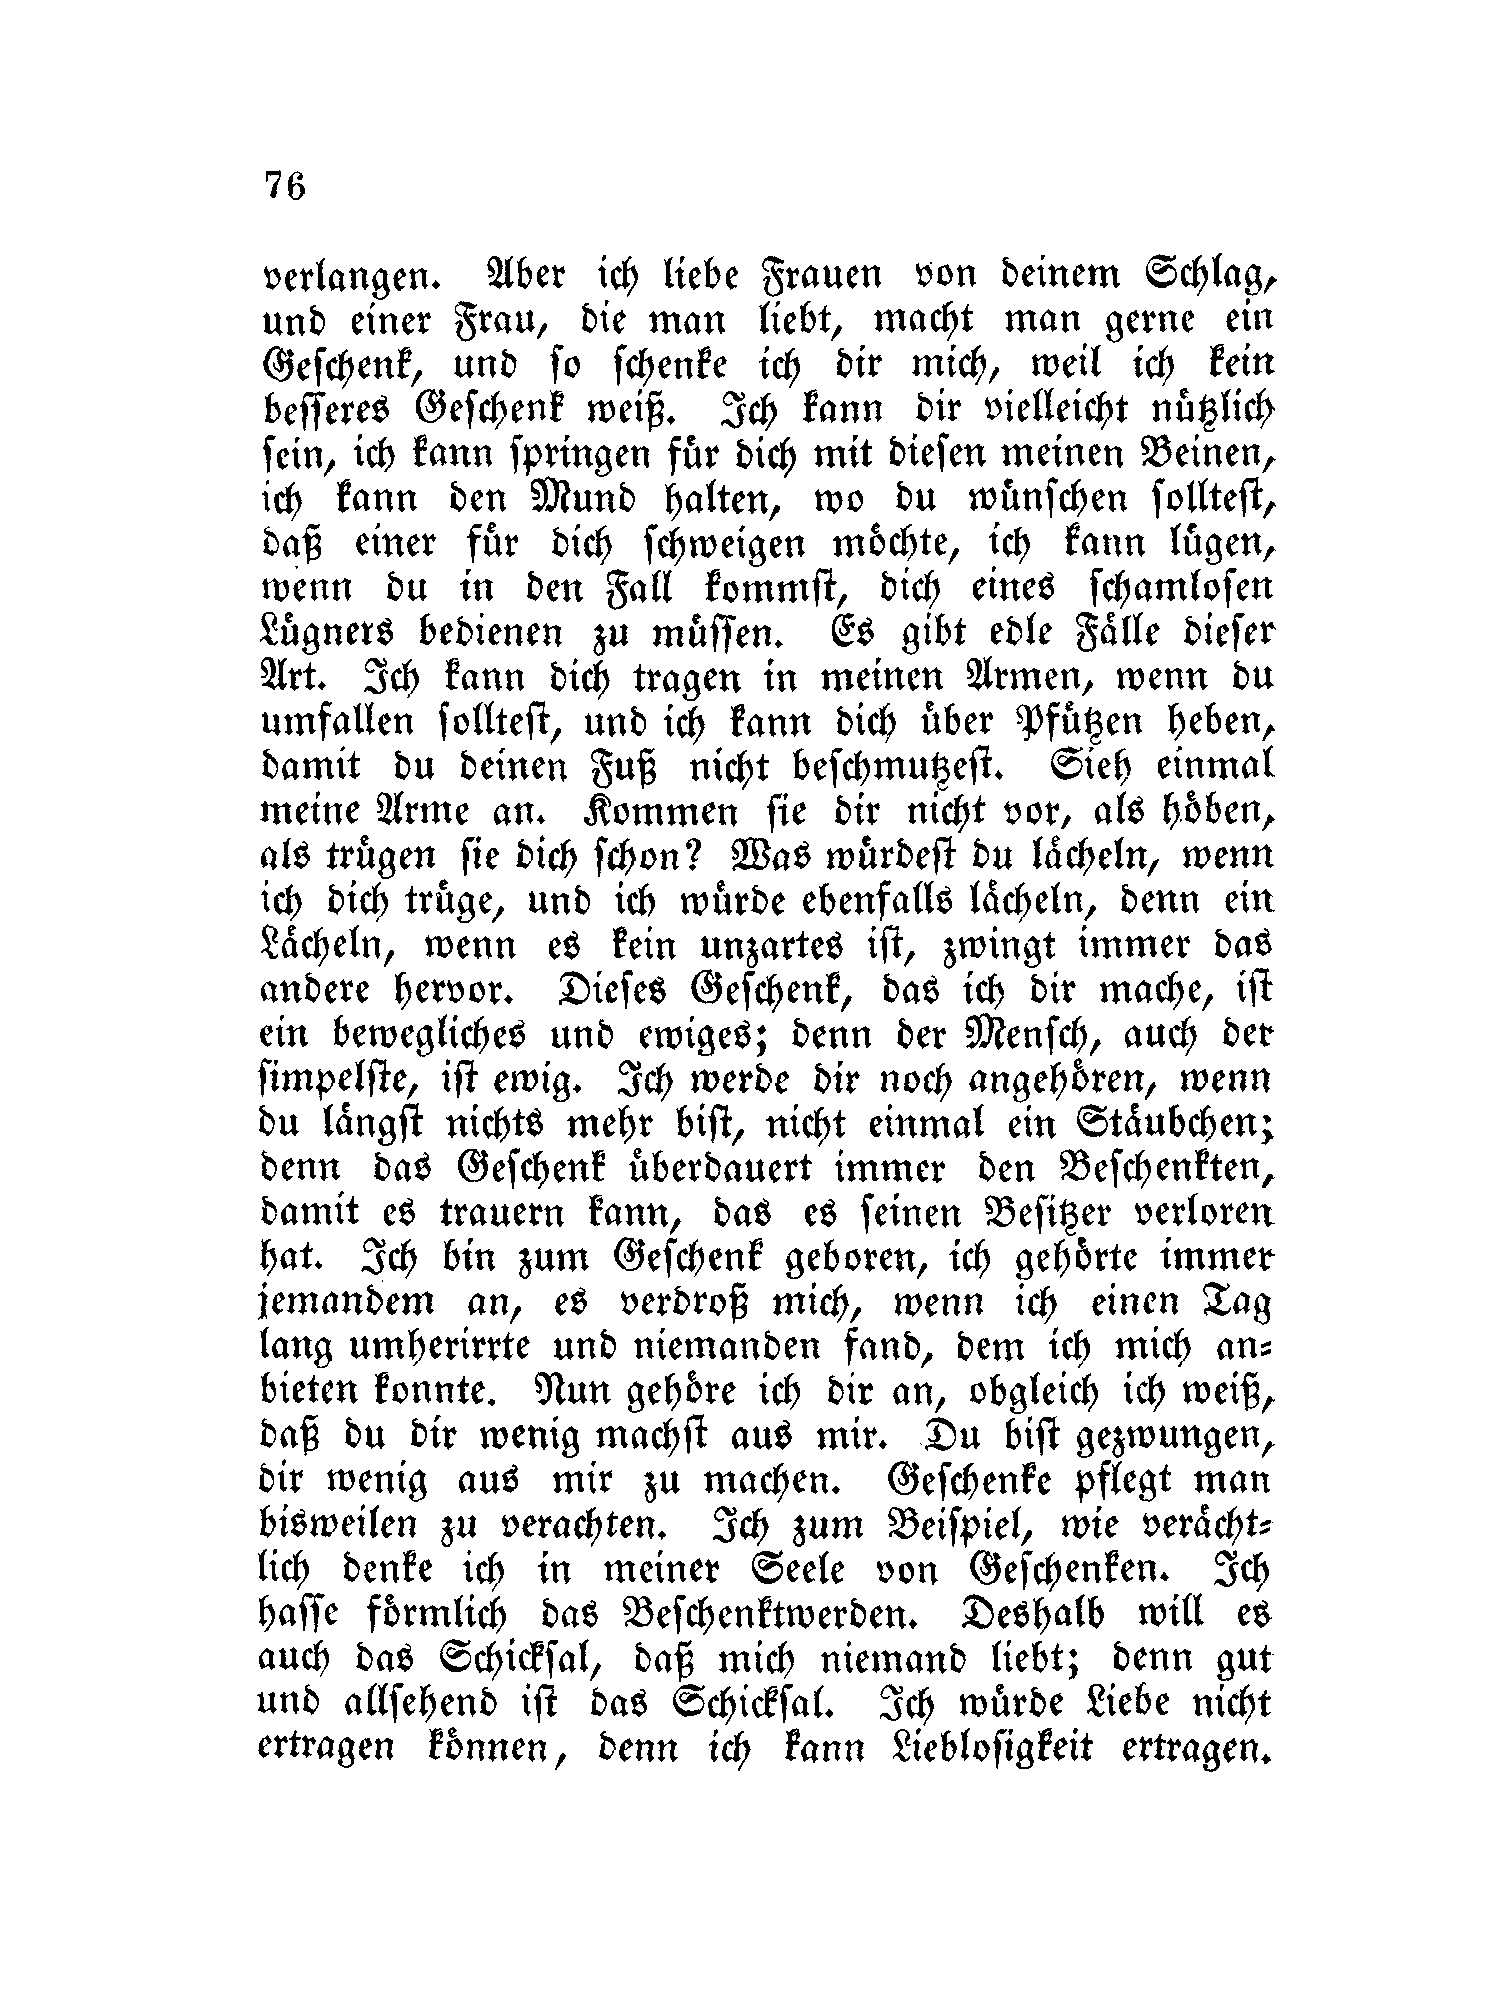 76
verlangen. Aber ich liebe Frauen von deinem Schlag,
und einer Frau, die man liebt, macht man gerne ein
Geschenk, und so schenke ich dir mich, weil ich kein
besseres Geschenk weiß. Ich kann dir vielleicht nützlich
sein, ich kann springen für dich mit diesen meinen Beinen,
ich kann den Mund halten, wo du wünschen solltest,
daß einer für dich schweigen möchte, ich kann lügen,
wenn du in den Fall kommst, dich eines schamlosen
Lügners bedienen zu müssen. Es gibt edle Fälle dieser
Art. Ich kann dich tragen in meinen Armen, wenn du
umfallen solltest, und ich kann dich über Pfützen heben,
damit du deinen Fuß nicht beschmutzest. Sieh einmal
meine Arme an. Kommen sie dir nicht vor, als höben,
als trügen sie dich schon? Was würdest du lächeln, wenn
ich dich trüge, und ich würde ebenfalls lächeln, denn ein
Lächeln, wenn es kein unzartes ist, zwingt immer das
andere hervor. Dieses Geschenk, das ich dir mache, ist
ein bewegliches und ewiges; denn der Mensch, auch der
simpelste, ist ewig. Ich werde dir noch angehören, wenn
du längst nichts mehr bist, nicht einmal ein Stäubchen;
denn das Geschenk überdauert immer den Beschenkten,
damit es trauern kann, das es seinen Besitzer verloren
hat. Ich bin zum Geschenk geboren, ich gehörte immer
jemandem an, es verdroß mich, wenn ich einen Tag
lang umherirrte und niemanden fand, dem ich mich an-
bieten konnte. Nun gehöre ich dir an, obgleich ich weiß,
daß du dir wenig machst aus mir. Du bist gezwungen,
dir wenig aus mir zu machen. Geschenke pflegt man
bisweilen zu verachten. Ich zum Beispiel, wie verächt-
lich denke ich in meiner Seele von Geschenken. Ich
hasse förmlich das Beschenktwerden. Deshalb will es
auch das Schicksal, daß mich niemand liebt; denn gut
und allsehend ist das Schicksal. Ich würde Liebe nicht
ertragen können, denn ich kann Lieblosigkeit ertragen.